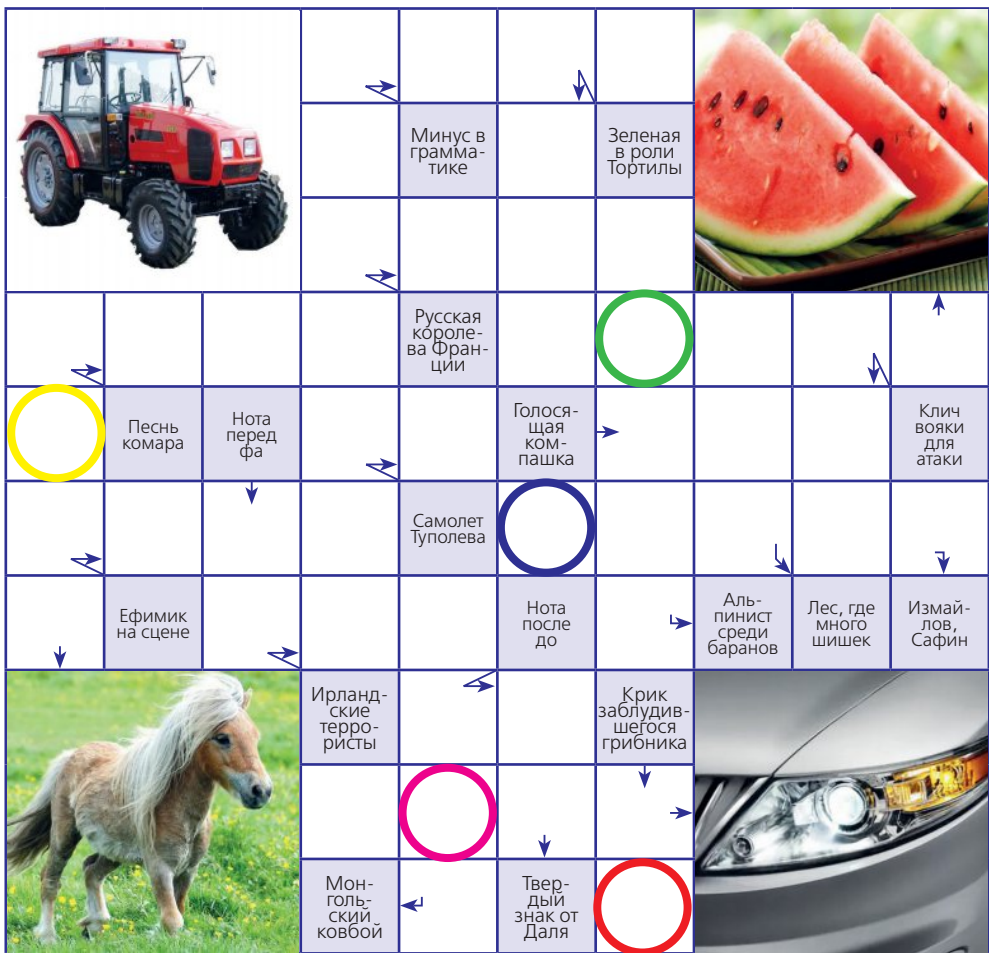 Минус в
грамма-
тике
Зеленая
в роли
Тортилы
Русская
короле-
ва Фран-
ции
Песнь
комара
Нота
перед
фа
Голося-
щая
ком-
пашка
Клич
вояки
для
атаки
Самолет
Туполева
Ефимик
на сцене
Нота
после
до
Аль-
пинист
среди
баранов
Лес, где
много
шишек
Измай-
лов,
Сафин
Ирланд-
ские
терро-
ристы
Крик
заблудив-
шегося
грибника
Мон-
голь-
ский
ковбой
Твер-
дый
знак от
Даля